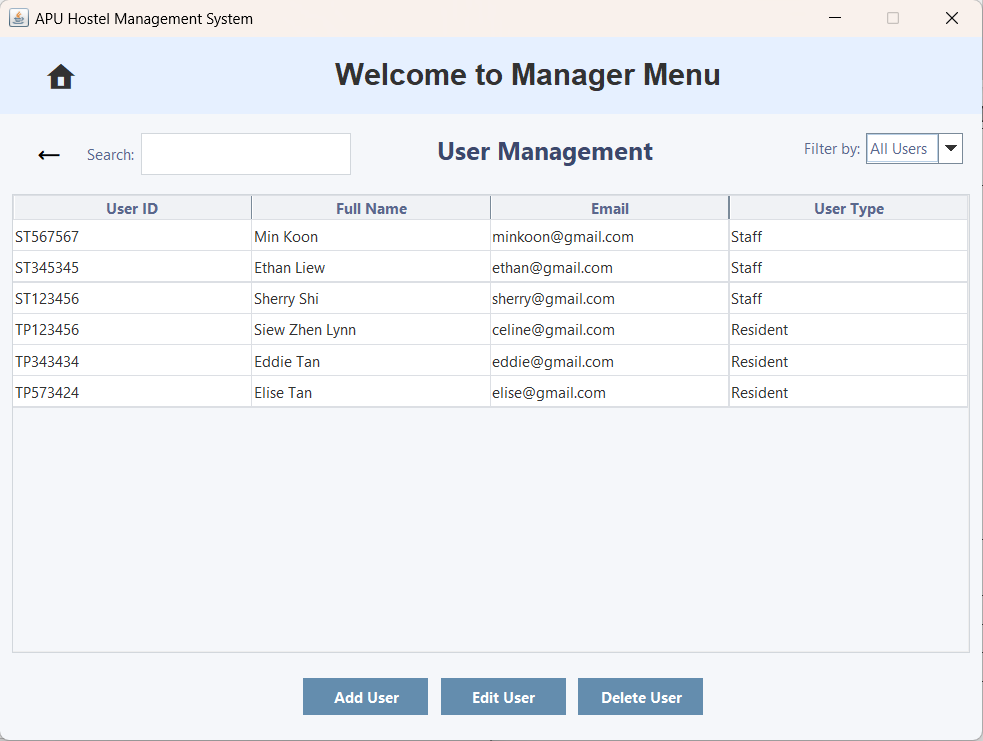 APU Hostel Management System
Welcome to Manager Menu
Search:
User Management
Filter by: All Users
User ID Full Name Email User Type
ST567567 Min Koon minkoon@gmail.com Staff
ST345345 Ethan Liew ethan@gmail.com Staff
ST123456 Sherry Shi sherry@gmail.com Staff
TP123456 Siew Zhen Lynn celine@gmail.com Resident
TP343434 Eddie Tan eddie@gmail.com Resident
TP573424 Elise Tan elise@gmail.com Resident
Add User Edit User Delete User